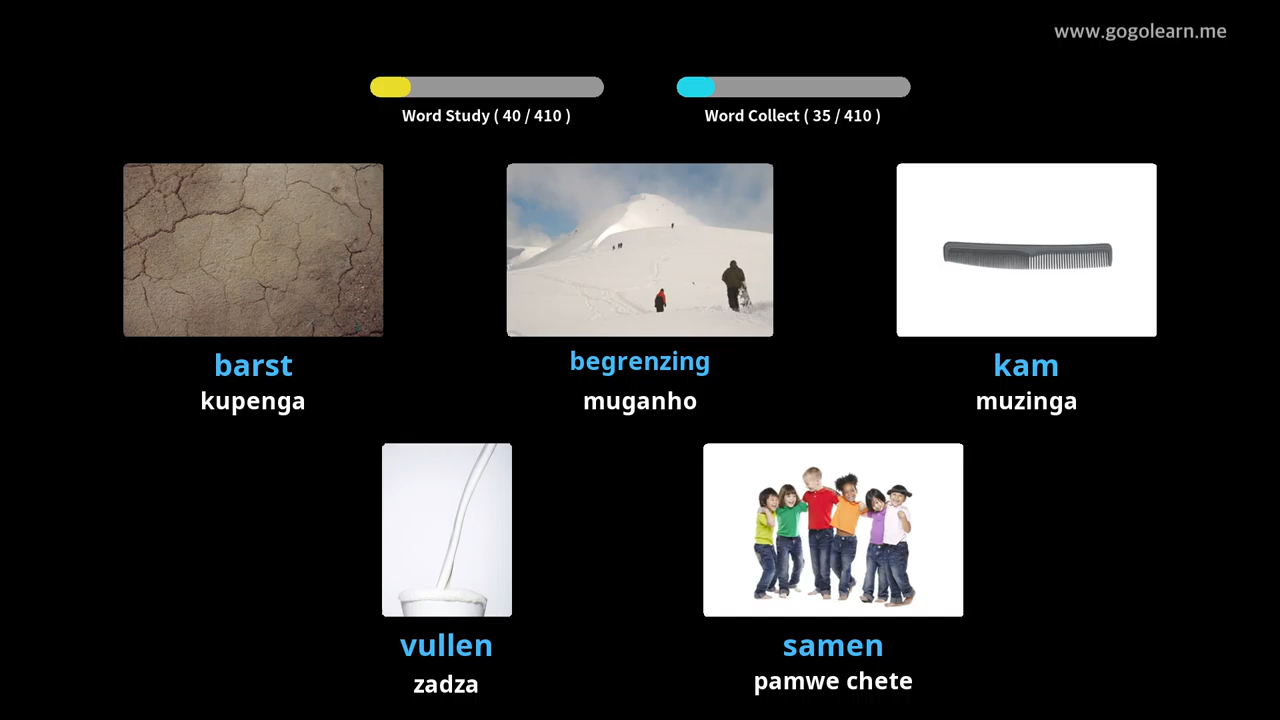 www.gogolearn.me
Word Study ( 40 / 410 )
Word Collect ( 35 / 410 )
barst
kupenga
begrenzing
muganho
kam
muzinga
vullen
zadza
samen
pamwe chete